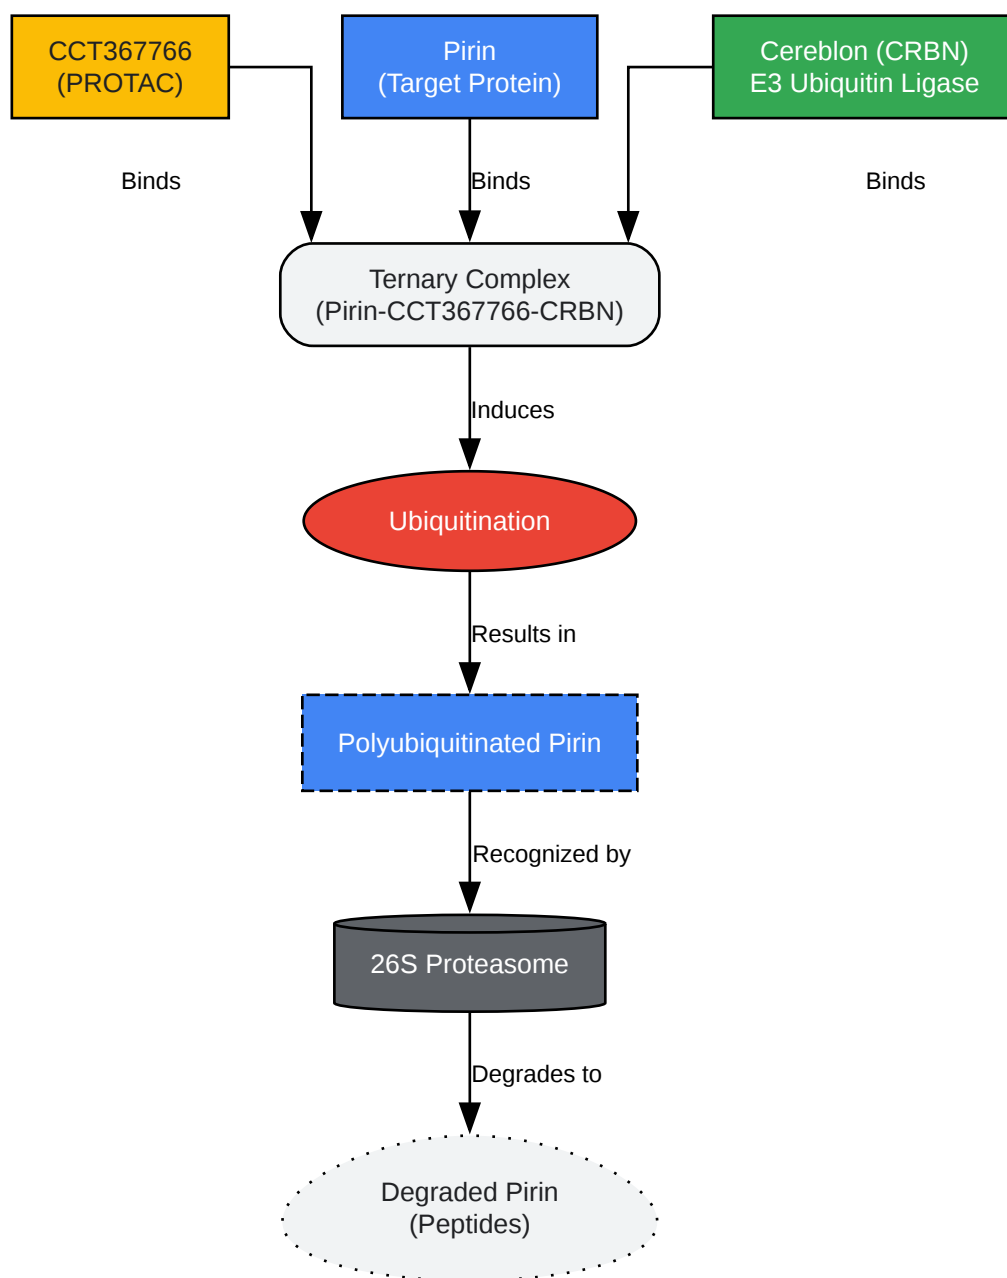 CCT367766
(PROTAC)
Pirin
(Target Protein)
Cereblon (CRBN)
E3 Ubiquitin Ligase
Binds
Binds
Binds
Ternary Complex
(Pirin-CCT367766-CRBN)
Induces
Ubiquitination
Results in
Polyubiquitinated Pirin
Recognized by
26S Proteasome
Degrades to
Degraded Pirin
(Peptides)